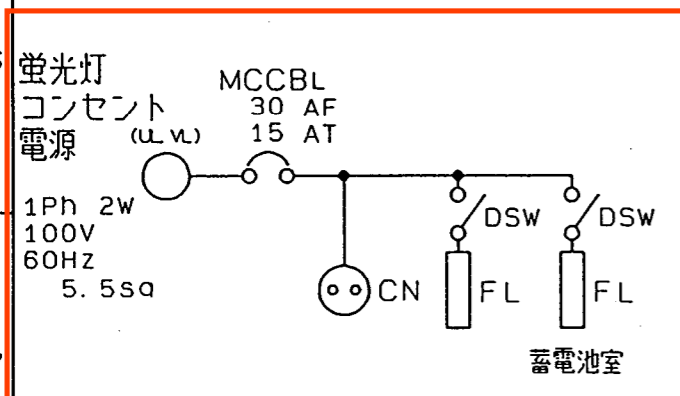 蛍光灯
コンセント
電源 (UL VL)
MCCBL
30 AF
15 AT
1Ph 2W
100V
60Hz
5.5sq
CN
DSW
FL
DSW
FL
蓄電池室